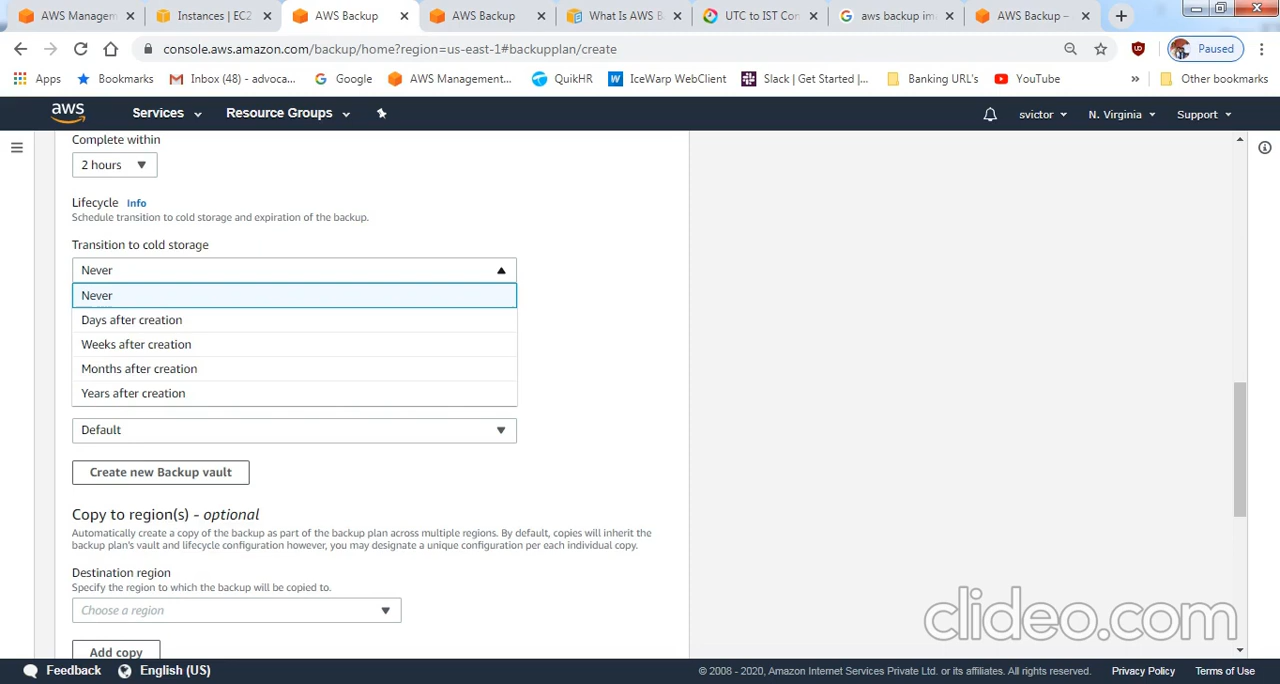 AWS Managem
Instances | EC2
AWS Backup
AWS Backup
What Is AWS B
UTC to IST Con
aws backup im
AWS Backup –
console.aws.amazon.com/backup/home?region=us-east-1#backupplan/create
Paused
Apps
Bookmarks
Inbox (48) - advoca...
Google
AWS Management...
QuikHR
IceWarp WebClient
Slack | Get Started |...
Banking URL's
YouTube
»
Other bookmarks
aws
Services
Resource Groups
svictor
N. Virginia
Support
Complete within
2 hours
Lifecycle Info
Schedule transition to cold storage and expiration of the backup.
Transition to cold storage
Never
Never
Days after creation
Weeks after creation
Months after creation
Years after creation
Default
Create new Backup vault
Copy to region(s) - optional
Automatically create a copy of the backup as part of the backup plan across multiple regions. By default, copies will inherit the
backup plan's vault and lifecycle configuration however, you may designate a unique configuration per each individual copy.
Destination region
Specify the region to which the backup will be copied to.
Choose a region
Add copy
clideo.com
Feedback
English (US)
© 2008 - 2020, Amazon Internet Services Private Ltd. or its affiliates. All rights reserved.
Privacy Policy
Terms of Use